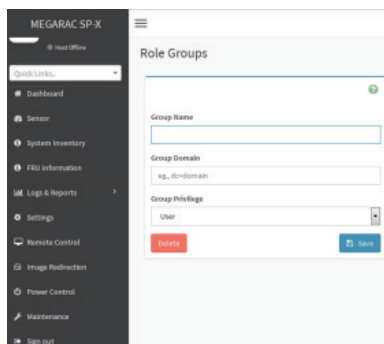 MEGARAC SP-X
Host Offline
Quick Links...
Dashboard
Sensor
System Inventory
FRU Information
Logs & Reports
Settings
Remote Control
Image Redirection
Power Control
Maintenance
Sign out
Role Groups
Group Name
Group Domain
eg., dc=domain
Group Privilege
User
Delete
Save